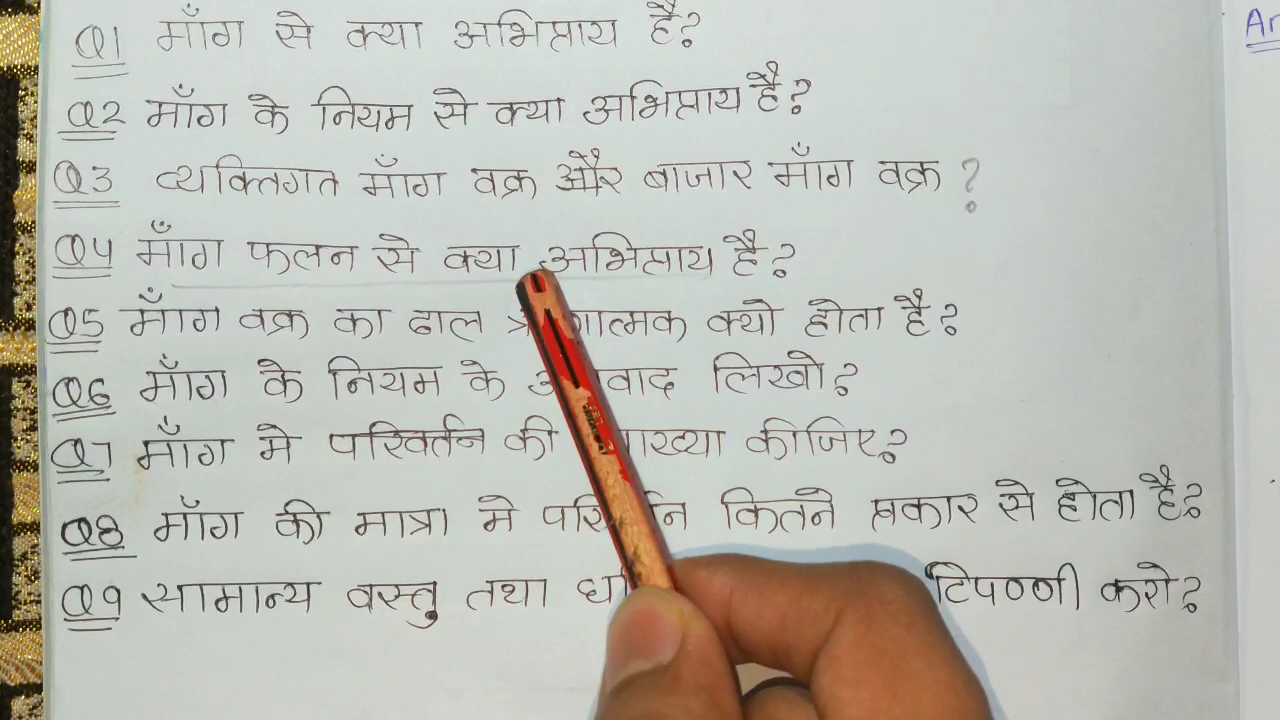 Q1 माँग से क्या अभिप्राय है?
Q2 माँग के नियम से क्या अभिप्राय है?
Q3 व्यक्तिगत माँग वक्र और बाजार माँग वक्र ?
Q4 माँग फलन से क्या अभिप्राय है?
Q5 माँग वक्र का ढाल क्यो होता है?
Q6 माँग के नियम के लिखो?
Q7 माँग मे परिवर्तन की कीजिए?
Q8 माँग की मात्रा मे कितने प्रकार से होता है?
Q9 सामान्य वस्तु तथा टिपण्णी करो?